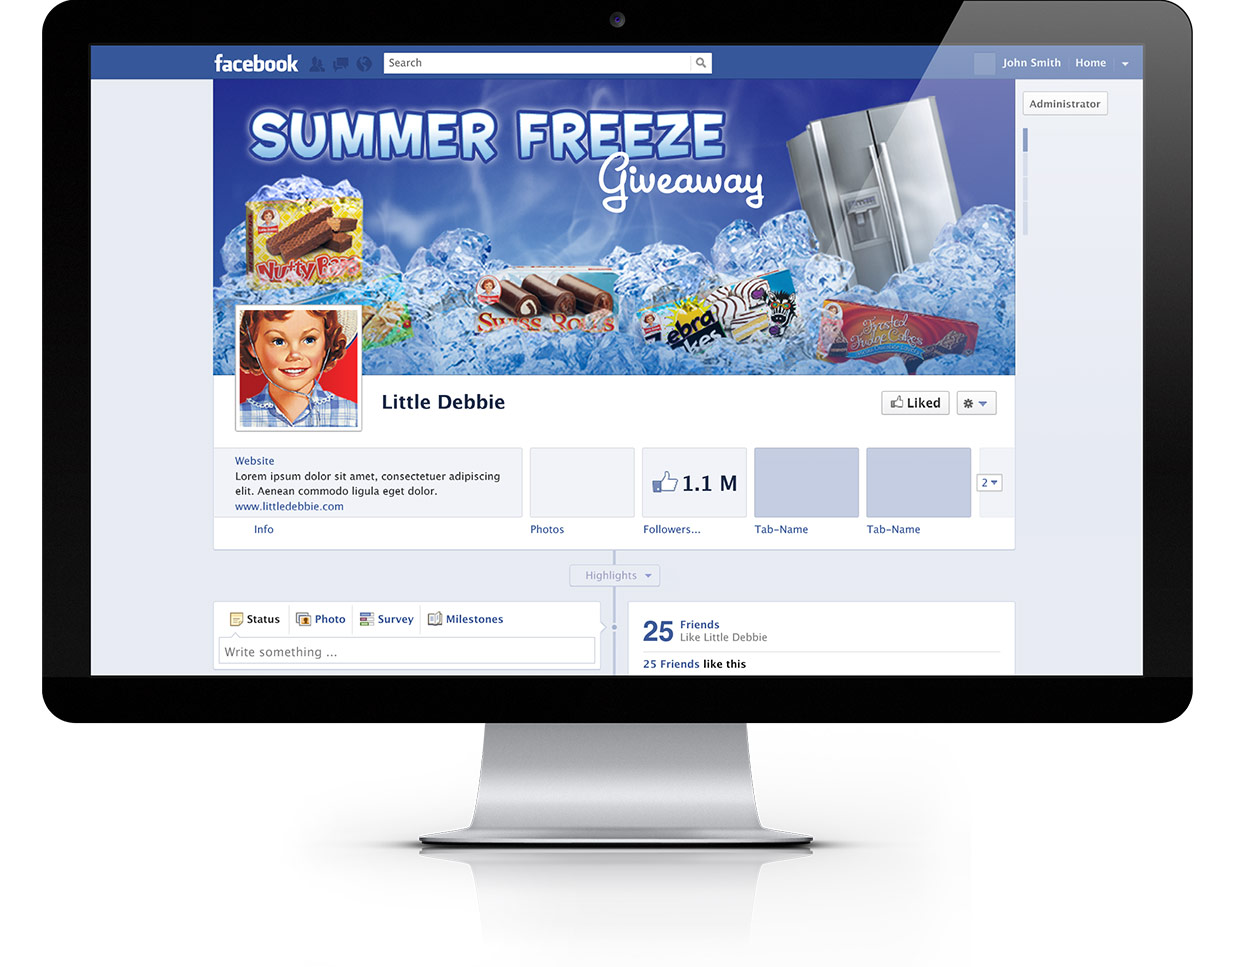 facebook
Search
John Smith
Home
Administrator
SUMMER FREEZE
Giveaway
Nutty Bars
Swiss Rolls
Zebra
Cakes
Frosted
Fudge Cakes
Little Debbie
Liked
Website
Lorem ipsum dolor sit amet, consectetuer adipiscing
elit. Aenean commodo ligula eget dolor.
www.littledebbie.com
1.1 M
2
Info
Photos
Followers...
Tab-Name
Tab-Name
Highlights
Status
Photo
Survey
Milestones
Write something ...
25 Friends
Like Little Debbie
25 Friends like this